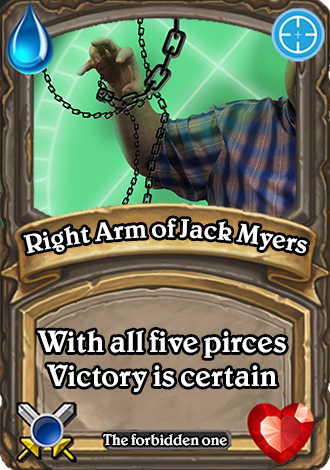 Right Arm of Jack Myers
With all five pirces
Victory is certain
The forbidden one